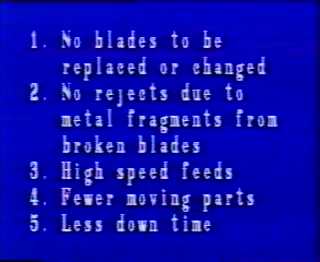 1. No blades to be
replaced or changed
2. No rejects due to
metal fragments from
broken blades
3. High speed feeds
4. Fewer moving parts
5. Less down time